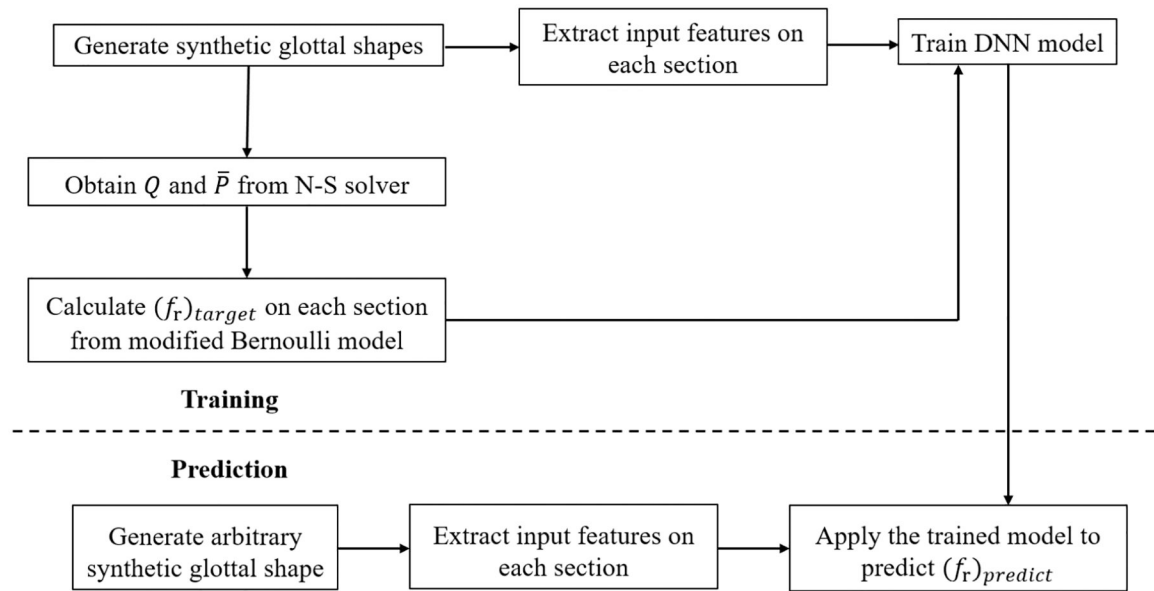 Generate synthetic glottal shapes
Extract input features on
each section
Train DNN model
Obtain Q and P̄ from N-S solver
Calculate (fr)target on each section
from modified Bernoulli model
Training
Prediction
Generate arbitrary
synthetic glottal shape
Extract input features on
each section
Apply the trained model to
predict (fr)predict